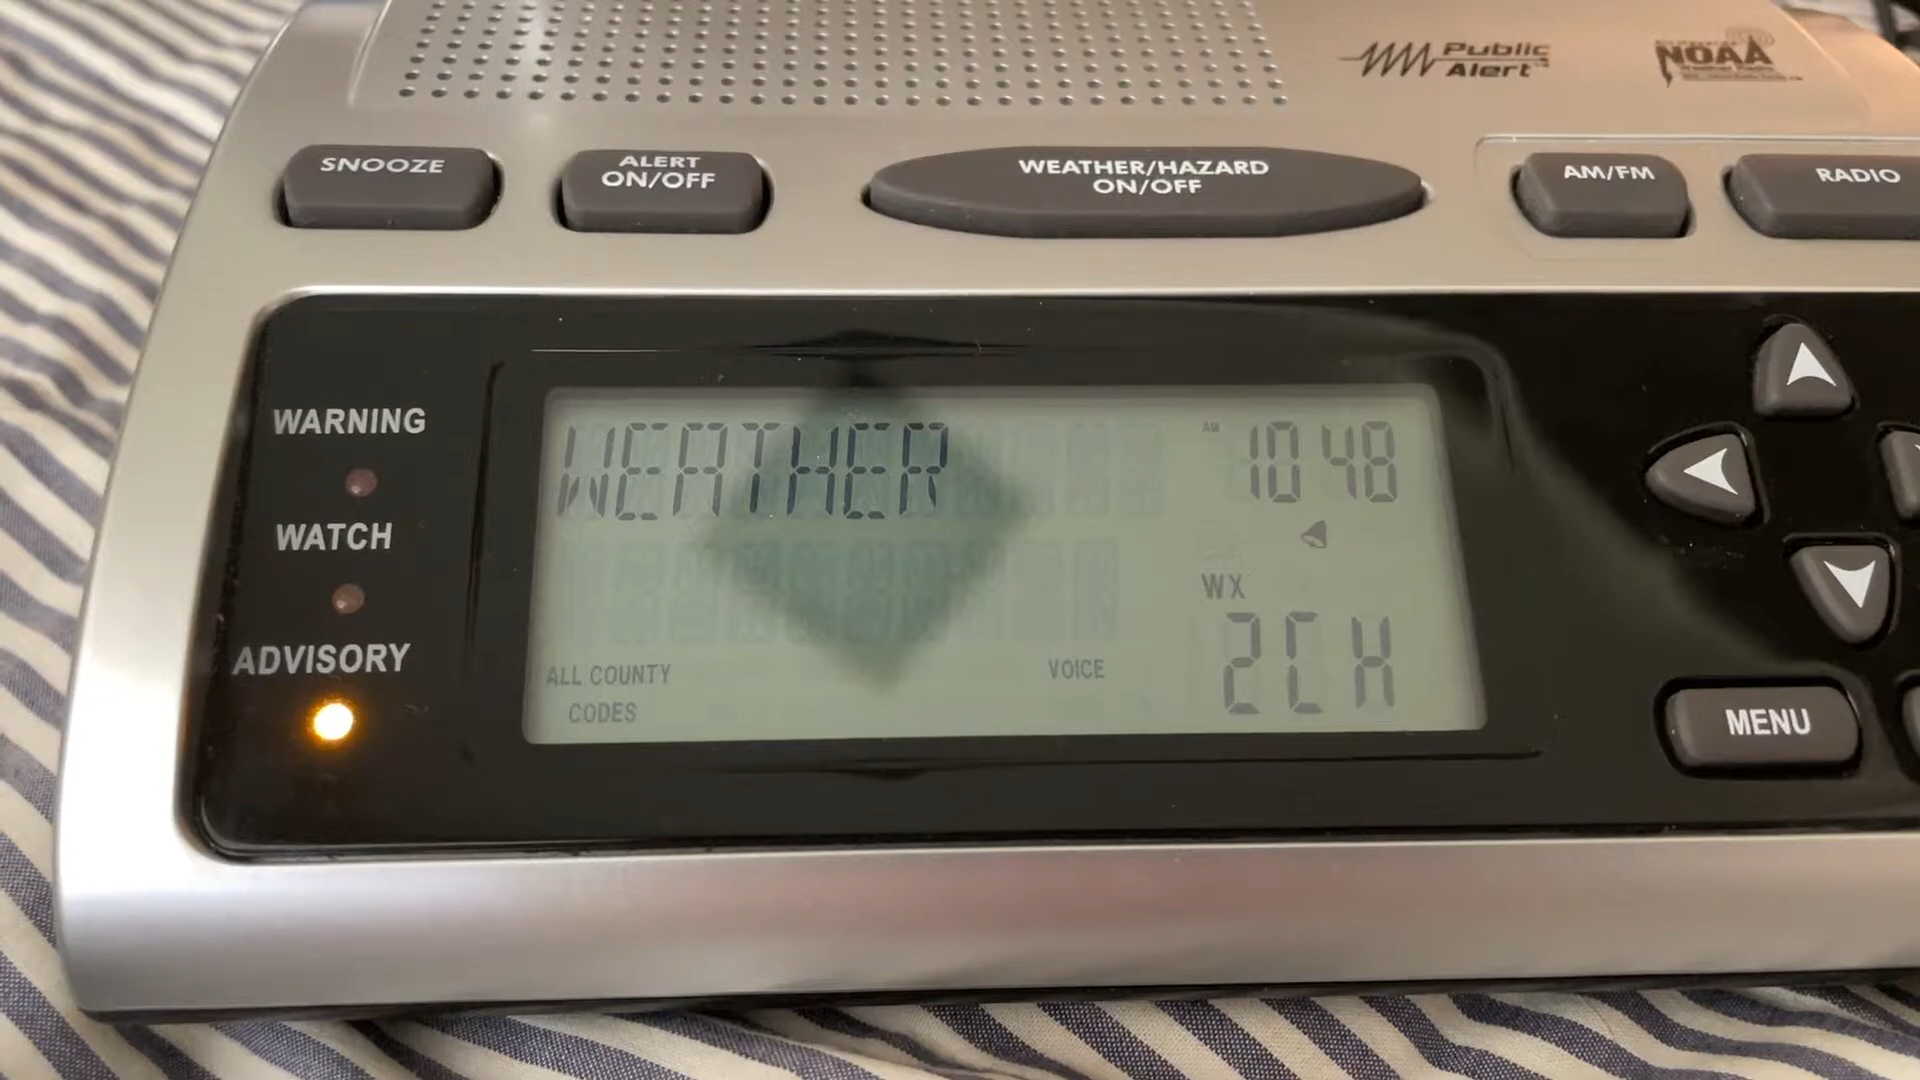 Public
Alert
NOAA
SNOOZE
ALERT
ON/OFF
WEATHER/HAZARD
ON/OFF
AM/FM
RADIO
WARNING
WATCH
ADVISORY
WEATHER
AM 10 48
WX
2CH
ALL COUNTY
CODES
VOICE
MENU